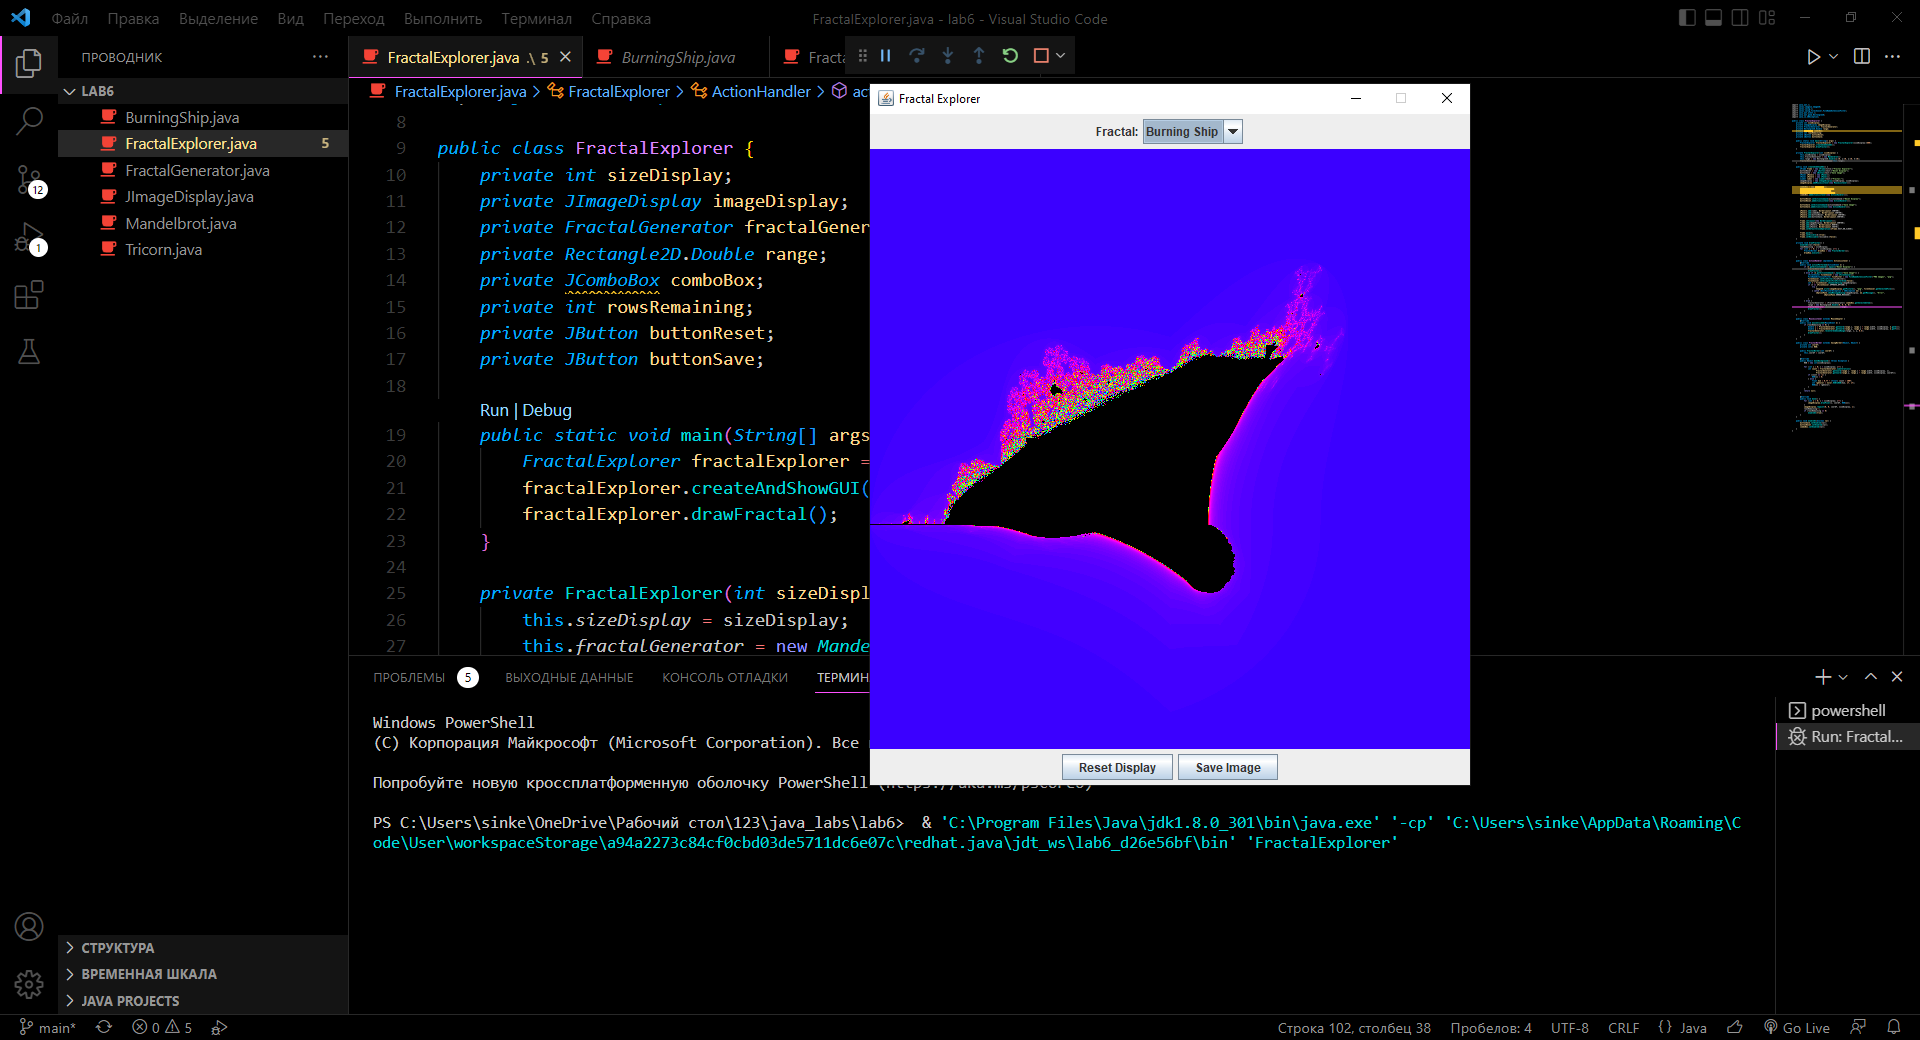 Файл Правка Выделение Вид Переход Выполнить Терминал Справка
FractalExplorer.java - lab6 - Visual Studio Code
ПРОВОДНИК
LAB6
BurningShip.java
FractalExplorer.java 5
FractalGenerator.java
JImageDisplay.java
Mandelbrot.java
Tricorn.java
12
1
СТРУКТУРА
ВРЕМЕННАЯ ШКАЛА
JAVA PROJECTS
FractalExplorer.java .\ 5
BurningShip.java
Fracta
FractalExplorer.java > FractalExplorer > ActionHandler > ac
8
9 public class FractalExplorer {
10 private int sizeDisplay;
11 private JImageDisplay imageDisplay;
12 private FractalGenerator fractalGener
13 private Rectangle2D.Double range;
14 private JComboBox comboBox;
15 private int rowsRemaining;
16 private JButton buttonReset;
17 private JButton buttonSave;
18
Run | Debug
19 public static void main(String[] args
20 FractalExplorer fractalExplorer =
21 fractalExplorer.createAndShowGUI(
22 fractalExplorer.drawFractal();
23 }
24
25 private FractalExplorer(int sizeDispl
26 this.sizeDisplay = sizeDisplay;
27 this.fractalGenerator = new Mande
Fractal Explorer
Fractal: Burning Ship
Reset Display Save Image
ПРОБЛЕМЫ 5 ВЫХОДНЫЕ ДАННЫЕ КОНСОЛЬ ОТЛАДКИ ТЕРМИН
Windows PowerShell
(C) Корпорация Майкрософт (Microsoft Corporation). Все
Попробуйте новую кроссплатформенную оболочку PowerShell (https://aka.ms/pscore6)
PS C:\Users\sinke\OneDrive\Рабочий стол\123\java_labs\lab6> & 'C:\Program Files\Java\jdk1.8.0_301\bin\java.exe' '-cp' 'C:\Users\sinke\AppData\Roaming\C
ode\User\workspaceStorage\a94a2273c84cf0cbd03de5711dc6e07c\redhat.java\jdt_ws\lab6_d26e56bf\bin' 'FractalExplorer'
powershell
Run: Fractal...
main* 0 5
Строка 102, столбец 38 Пробелов: 4 UTF-8 CRLF {} Java Go Live